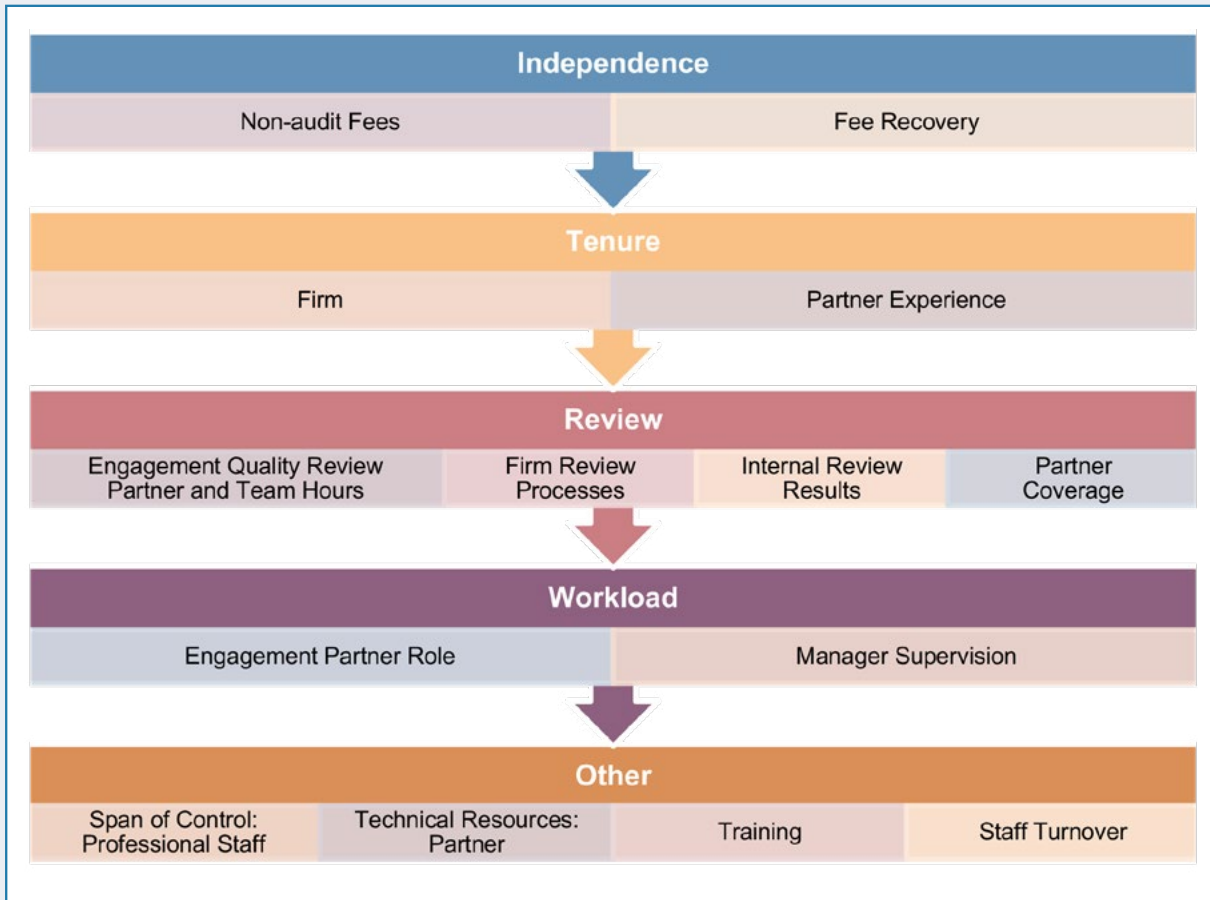 Independence
Non-audit Fees
Fee Recovery
Tenure
Firm
Partner Experience
Review
Engagement Quality Review
Partner and Team Hours
Firm Review
Processes
Internal Review
Results
Partner
Coverage
Workload
Engagement Partner Role
Manager Supervision
Other
Span of Control:
Professional Staff
Technical Resources:
Partner
Training
Staff Turnover